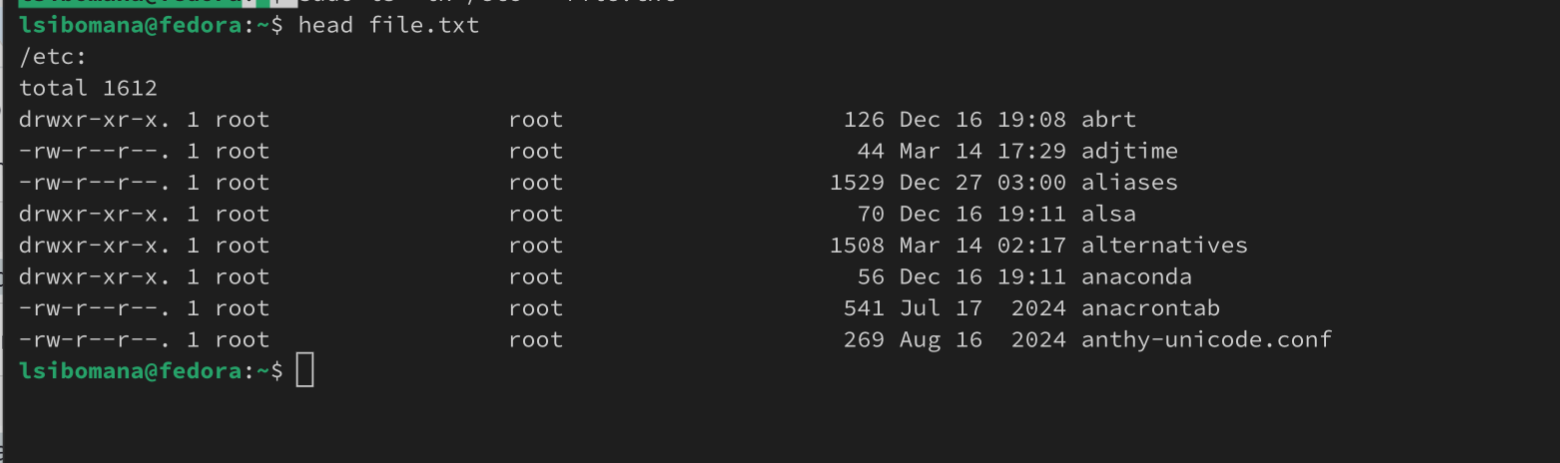 lsibomana@fedora:~$ head file.txt
/etc:
total 1612
drwxr-xr-x. 1 root                 root                    126 Dec 16 19:08 abrt
-rw-r--r--. 1 root                 root                     44 Mar 14 17:29 adjtime
-rw-r--r--. 1 root                 root                   1529 Dec 27 03:00 aliases
drwxr-xr-x. 1 root                 root                     70 Dec 16 19:11 alsa
drwxr-xr-x. 1 root                 root                   1508 Mar 14 02:17 alternatives
drwxr-xr-x. 1 root                 root                     56 Dec 16 19:11 anaconda
-rw-r--r--. 1 root                 root                    541 Jul 17  2024 anacrontab
-rw-r--r--. 1 root                 root                    269 Aug 16  2024 anthy-unicode.conf
lsibomana@fedora:~$